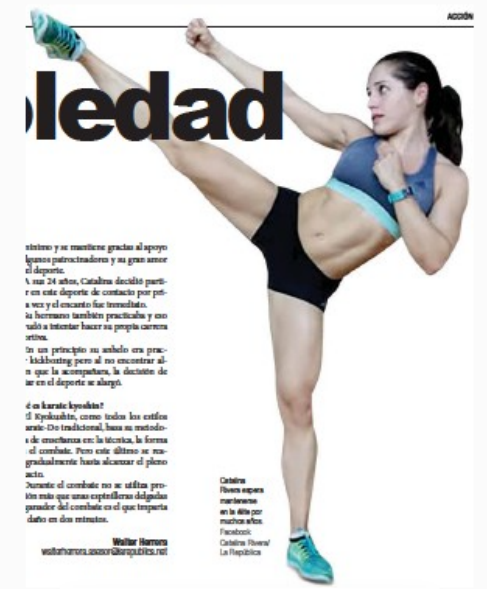 ACCIÓN
oledad
ínimo y se mantiene gracias al apoyo
lgunos patrocinadores y su gran amor
el deporte.
A sus 24 años, Catalina decidió parti-
r en este deporte de contacto por pri-
a vez y el encanto fue inmediato.
Su hermano también practicaba y eso
udó a intentar hacer su propia carrera
ortiva.
En un principio su anhelo era prac-
kickboxing pero al no encontrar al-
n que la acompañara, la decisión de
iar en el deporte se alargó.
é es karate kyoshin?
El Kyokushin, como todos los estilos
arate-Do tradicional, basa su metodo-
a de enseñanza en: la técnica, la forma
el combate. Pero este último se rea-
gradualmente hasta alcanzar el pleno
acto.
Durante el combate no se utiliza pro-
ión más que unas espinilleras delgadas
ganador del combate es el que imparta
daño en dos minutos.
Walter Herrera
walterherrera.asesor@larepublica.net
Catalina
Rivera espera
mantenerse
en la élite por
muchos años.
Facebook
Catalina Rivera/
La República